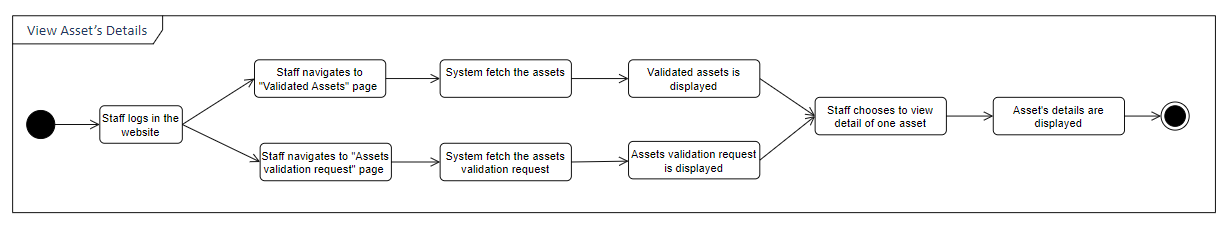 View Asset's Details
Staff logs in the
website
Staff navigates to
"Validated Assets" page
System fetch the assets
Validated assets is
displayed
Staff navigates to "Assets
validation request" page
System fetch the assets
validation request
Assets validation request
is displayed
Staff chooses to view
detail of one asset
Asset's details are
displayed